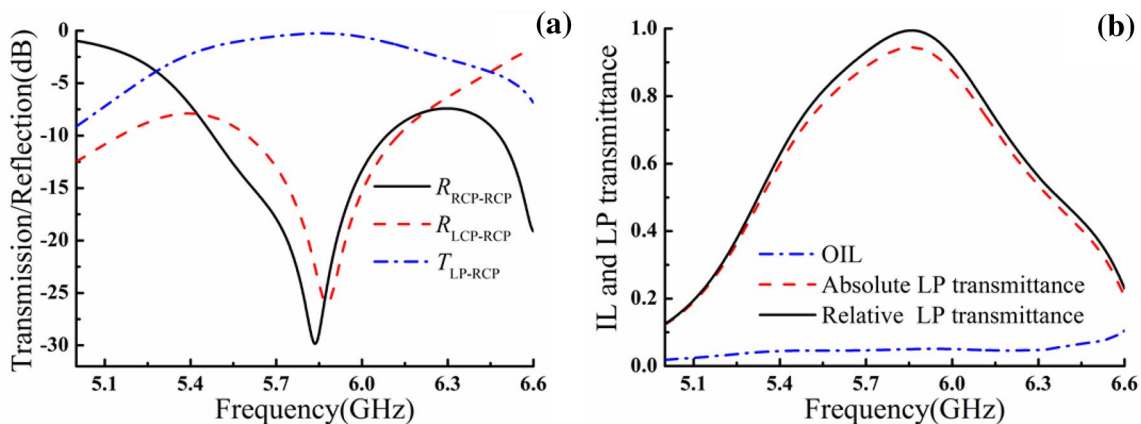 (a)
Transmission/Reflection(dB)
0
-5
-10
-15
-20
-25
-30
5.1 5.4 5.7 6.0 6.3 6.6
Frequency(GHz)
R RCP-RCP
R LCP-RCP
T LP-RCP
(b)
IL and LP transmittance
1.0
0.8
0.6
0.4
0.2
0.0
5.1 5.4 5.7 6.0 6.3 6.6
Frequency(GHz)
OIL
Absolute LP transmittance
Relative LP transmittance